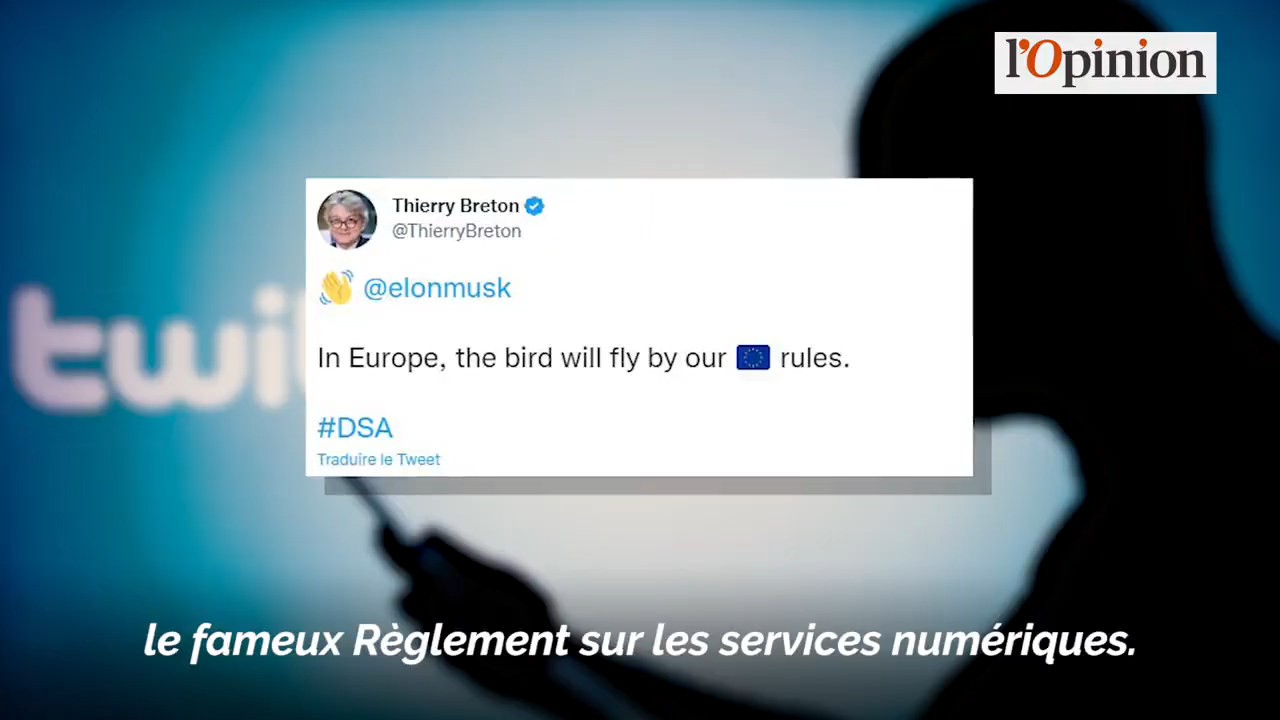 l'Opinion
Thierry Breton
@ThierryBreton
👋 @elonmusk
In Europe, the bird will fly by our 🇪🇺 rules.
#DSA
Traduire le Tweet
twi
le fameux Règlement sur les services numériques.